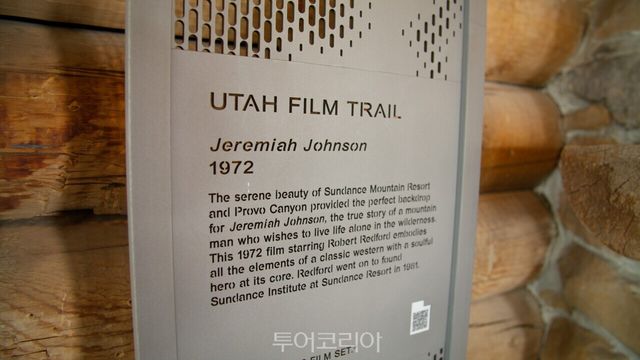 UTAH FILM TRAIL
Jeremiah Johnson
1972
The serene beauty of Sundance Mountain Resort
and Provo Canyon provided the perfect backdrop
for Jeremiah Johnson, the true story of a mountain
man who wishes to live life alone in the wilderness.
This 1972 film starring Robert Redford embodies
all the elements of a classic western with a soulful
hero at its core. Redford went on to found
Sundance Institute at Sundance Resort in 1981.
투어코리아
FILM SET.